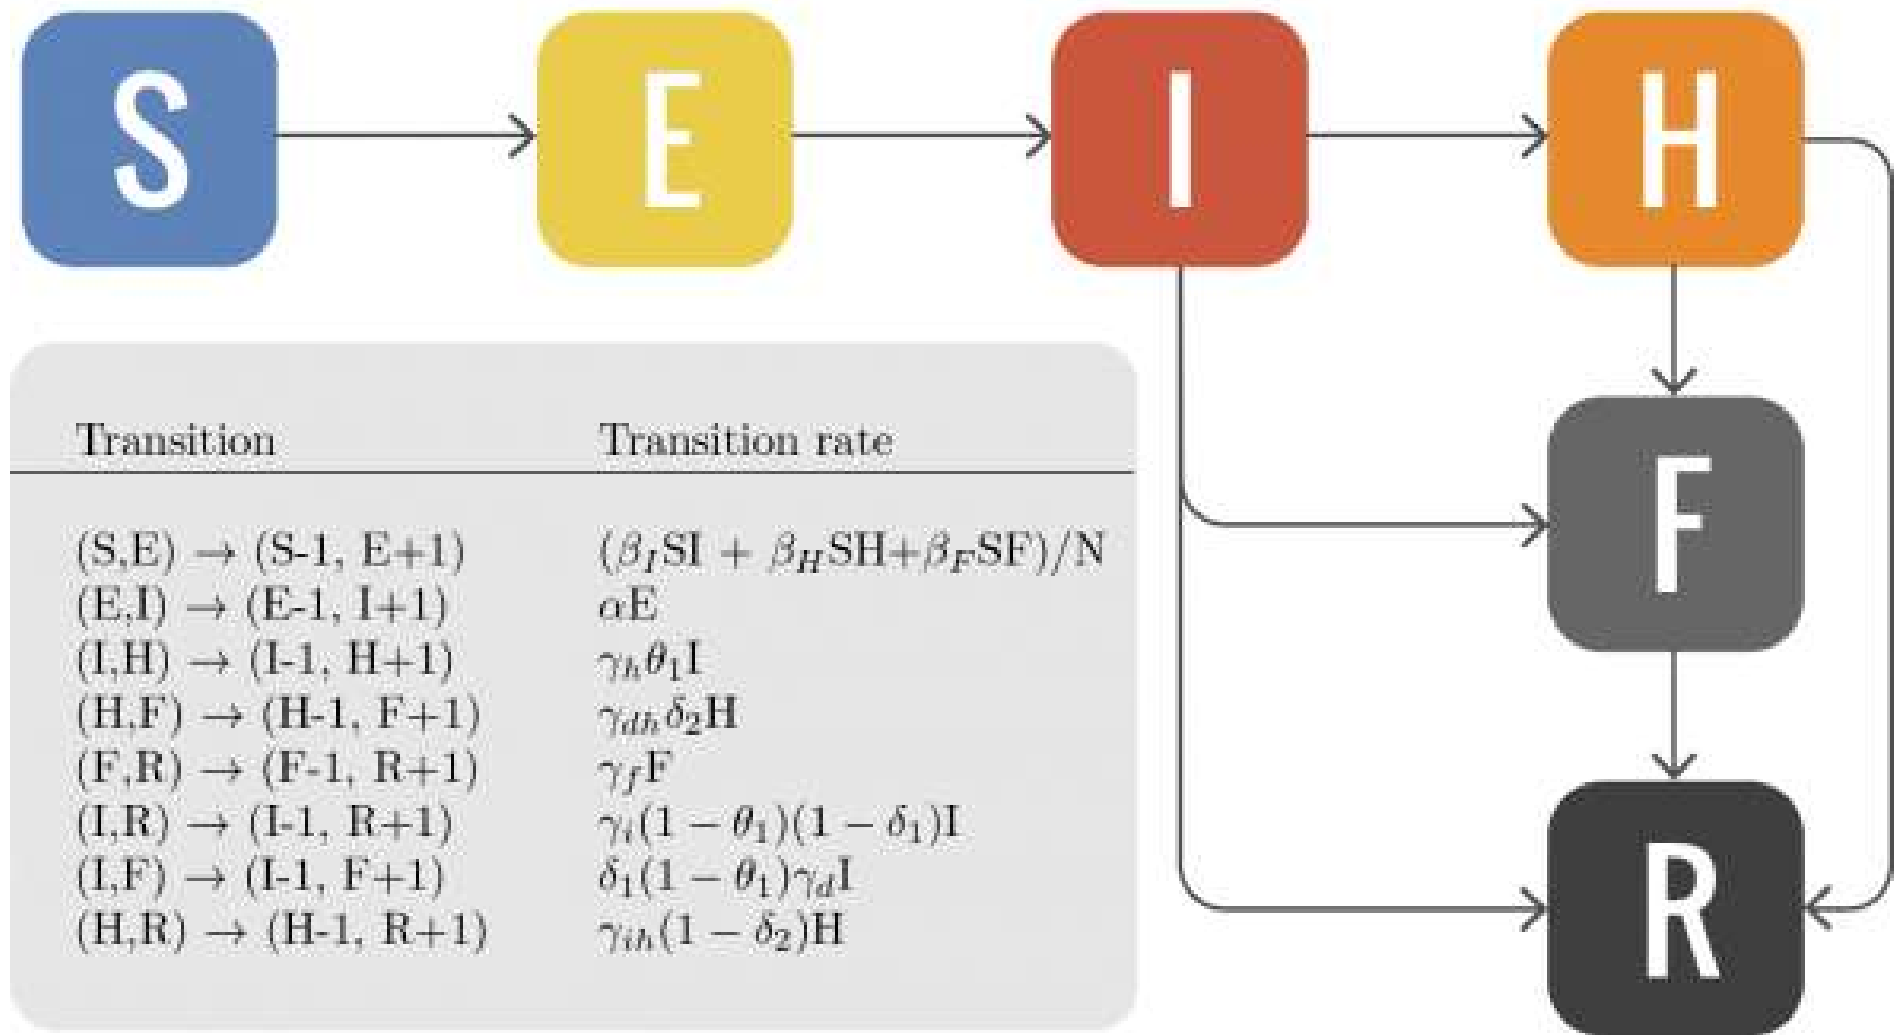 S E I H
F
R
Transition Transition rate
(S,E) → (S-1, E+1) (β_I SI + β_H SH+β_F SF)/N
(E,I) → (E-1, I+1) αE
(I,H) → (I-1, H+1) γ_h θ_1 I
(H,F) → (H-1, F+1) γ_dh δ_2 H
(F,R) → (F-1, R+1) γ_f F
(I,R) → (I-1, R+1) γ_i (1 − θ_1)(1 − δ_1)I
(I,F) → (I-1, F+1) δ_1 (1 − θ_1)γ_d I
(H,R) → (H-1, R+1) γ_ih (1 − δ_2)H